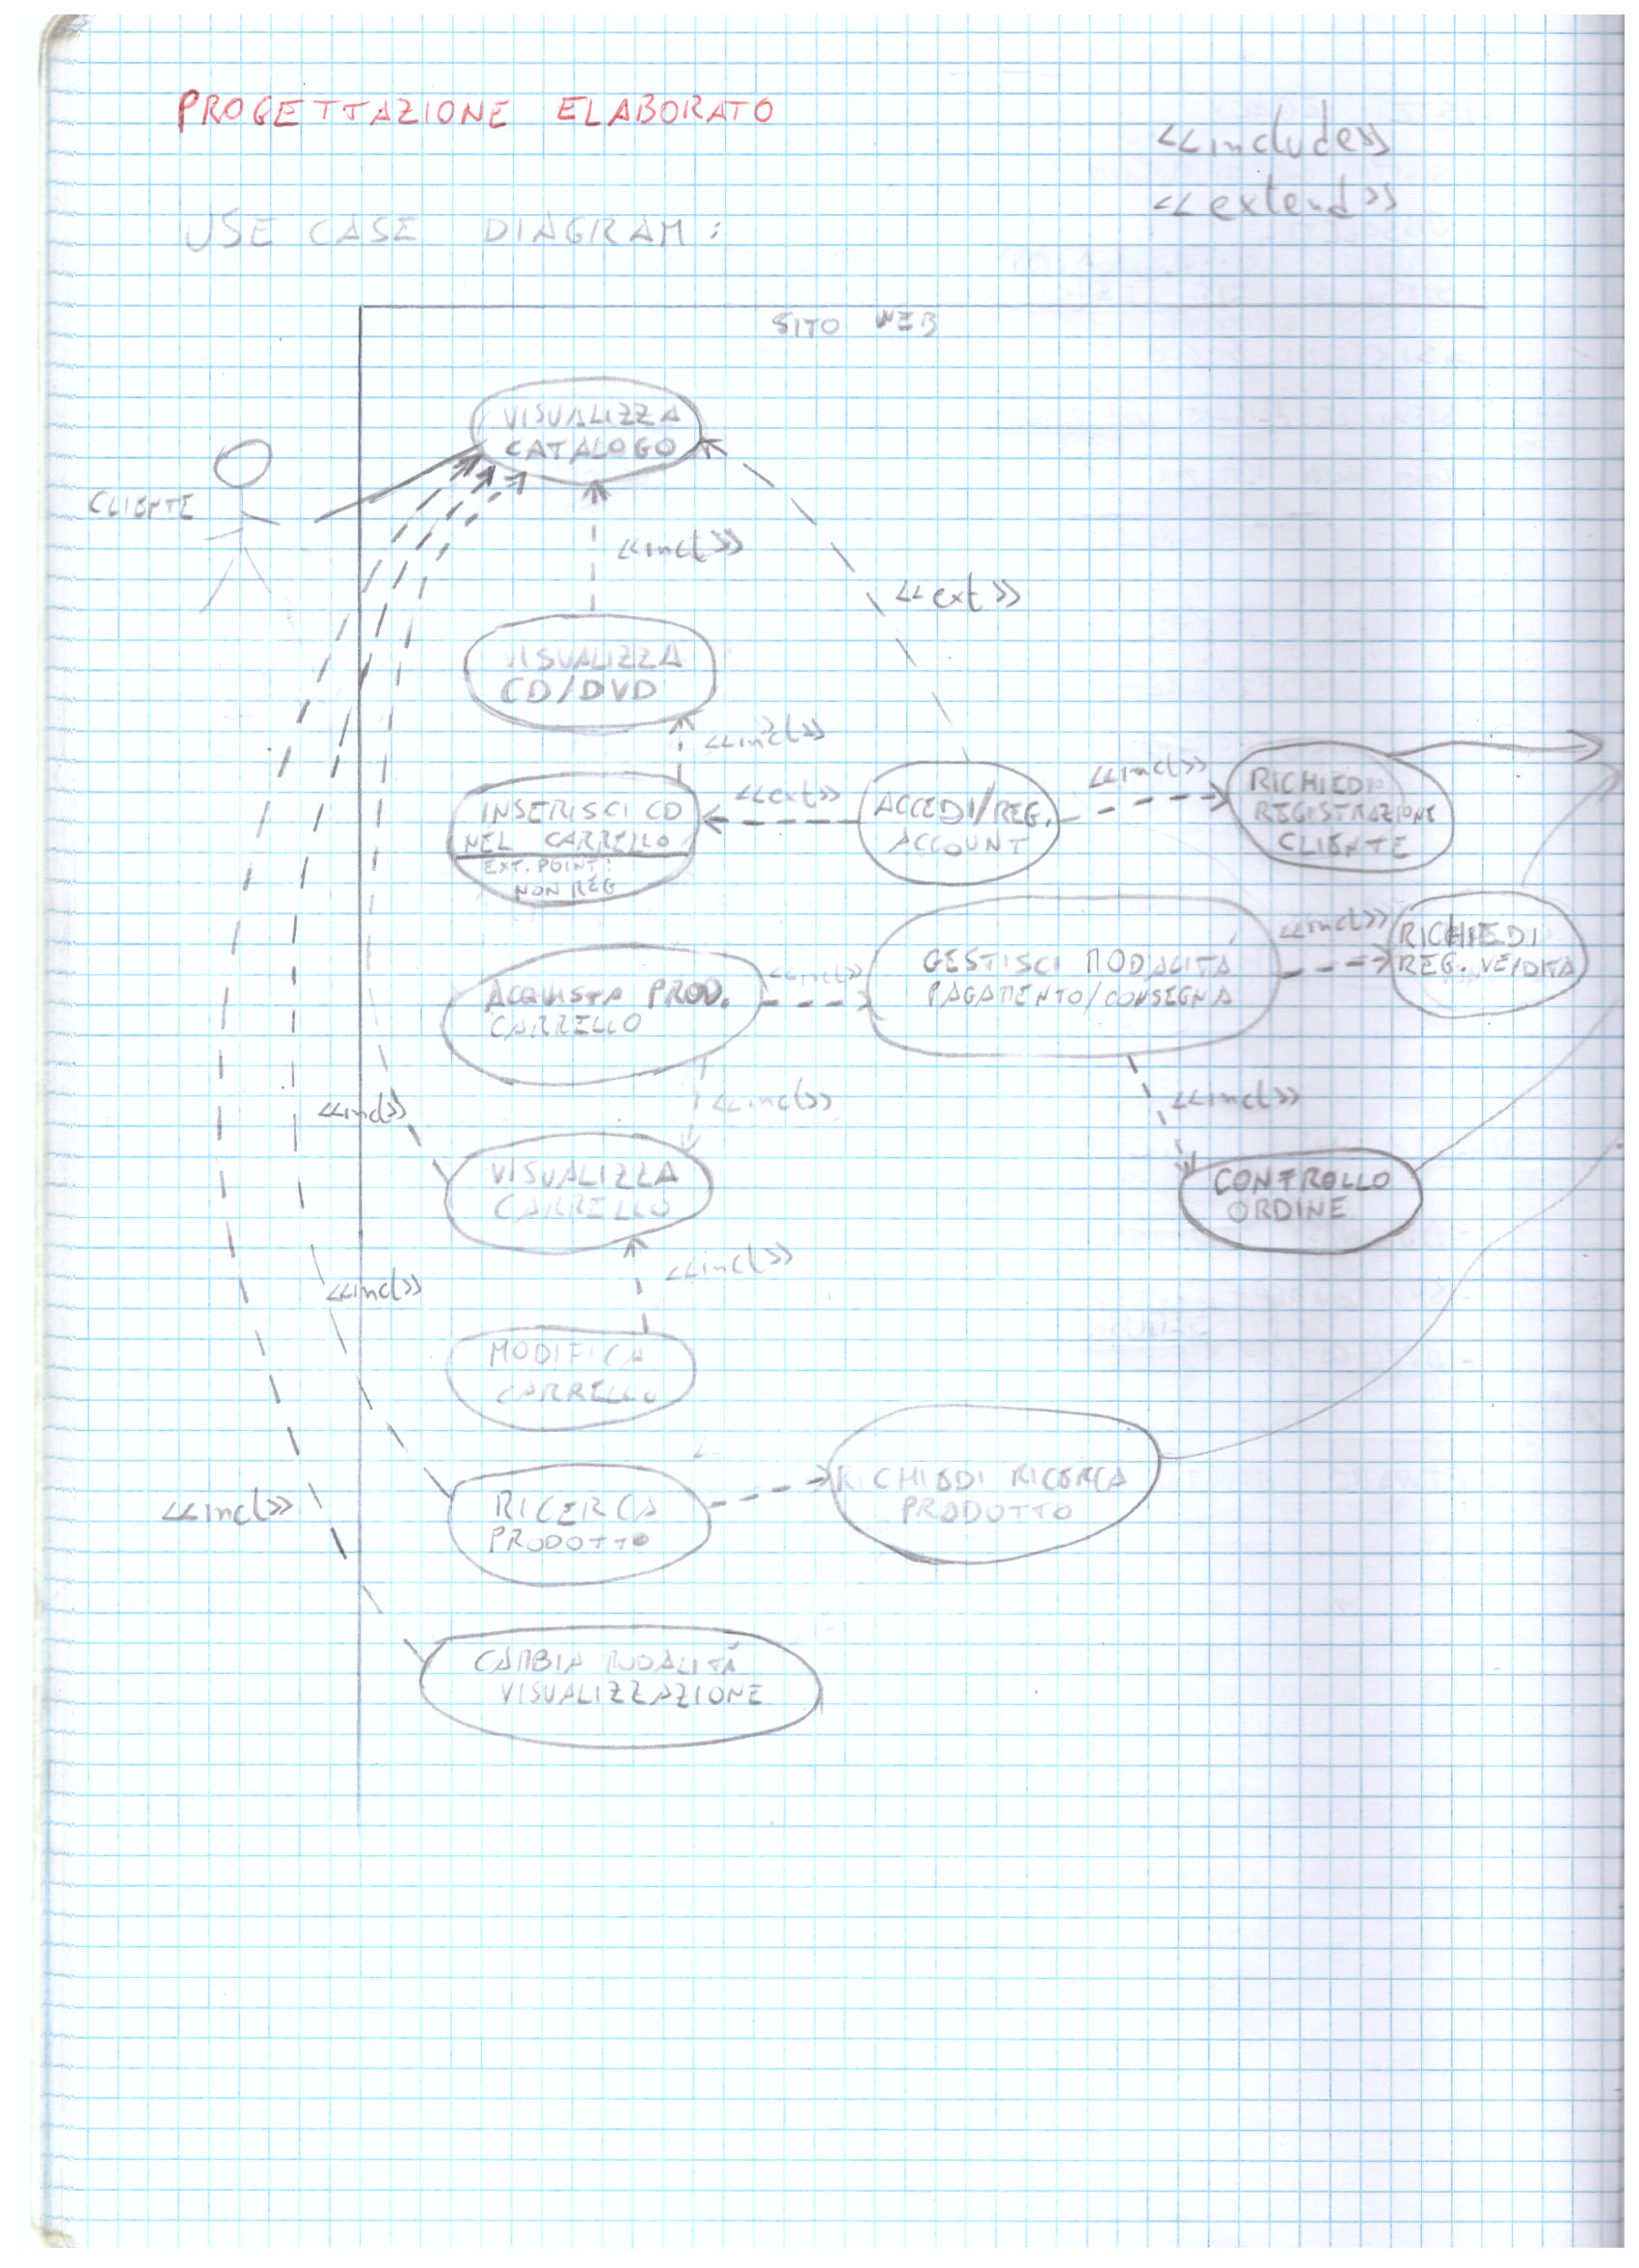 PROGETTAZIONE ELABORATO
<<include>>
<<extend>>
USE CASE DIAGRAM:
SITO WEB
VISUALIZZA
CATALOGO
CLIENTE
<<incl>>
<<ext>>
VISUALIZZA
CD/DVD
<<incl>>
INSERISCI CD
NEL CARRELLO
EXT. POINT:
NON REG
<<ext>>
ACCEDI/REG.
ACCOUNT
<<incl>>
RICHIEDI
REGISTRAZIONE
CLIENTE
ACQUISTA PROD.
CARRELLO
<<incl>>
GESTISCI MODALITÁ
PAGAMENTO/CONSEGNA
<<incl>>
RICHIEDI
REG. VENDITA
<<incl>>
<<incl>>
<<incl>>
VISUALIZZA
CARRELLO
CONTROLLO
ORDINE
<<incl>>
<<incl>>
MODIFICA
CARRELLO
<<incl>>
RICERCA
PRODOTTO
RICHIEDI RICERCA
PRODOTTO
CAMBIA MODALITÁ
VISUALIZZAZIONE